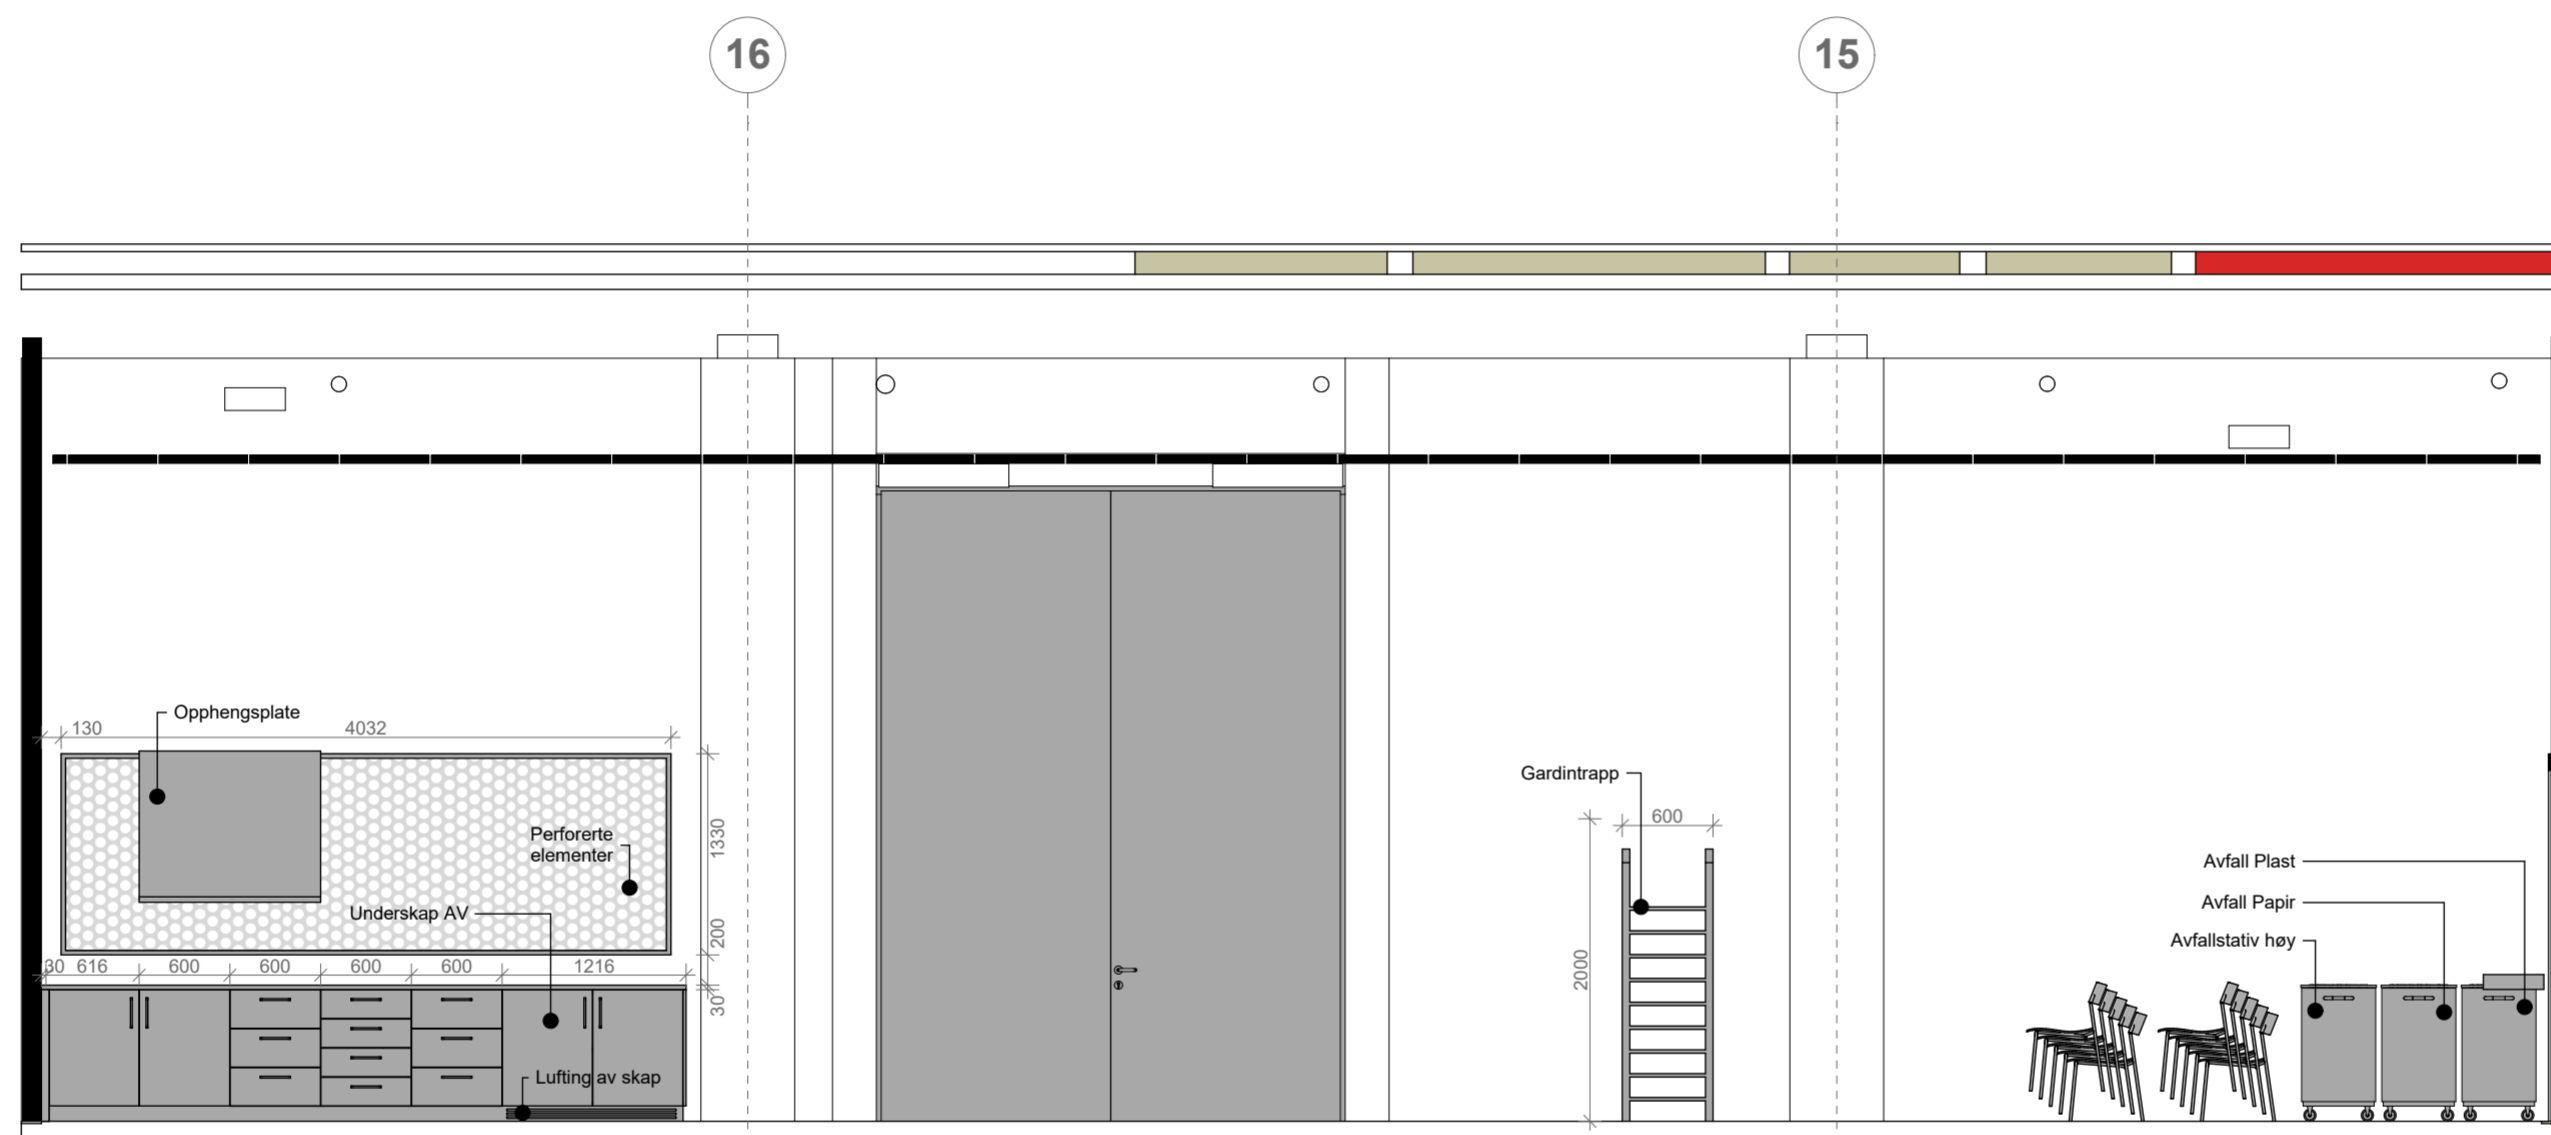 16
15
Opphengsplate
130
4032
Gardintrapp
600
1330
Perforerte
elementer
Avfall Plast
Avfall Papir
Underskap AV
200
Avfallstativ høy
30
616
600
600
600
600
1216
2000
30
Lufting av skap